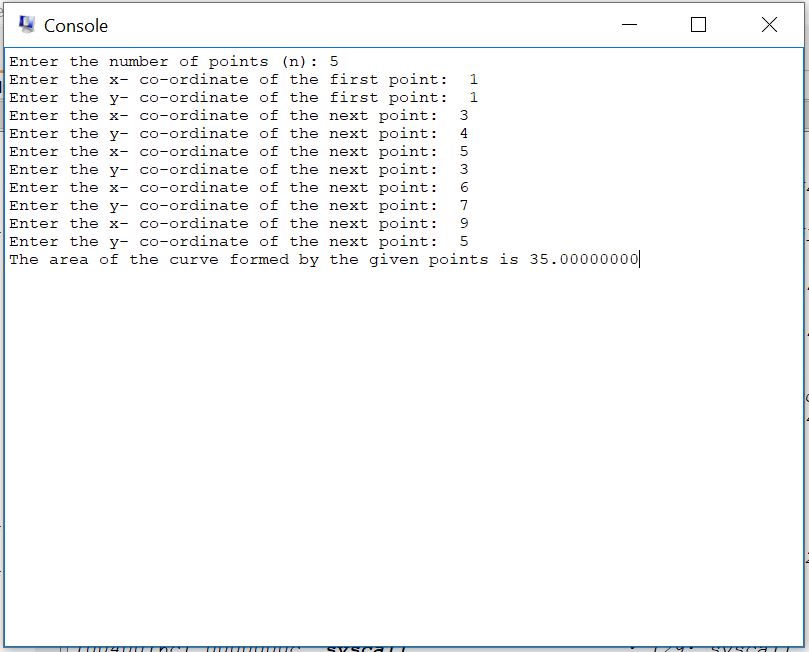 Console
Enter the number of points (n): 5
Enter the x- co-ordinate of the first point:  1
Enter the y- co-ordinate of the first point:  1
Enter the x- co-ordinate of the next point:  3
Enter the y- co-ordinate of the next point:  4
Enter the x- co-ordinate of the next point:  5
Enter the y- co-ordinate of the next point:  3
Enter the x- co-ordinate of the next point:  6
Enter the y- co-ordinate of the next point:  7
Enter the x- co-ordinate of the next point:  9
Enter the y- co-ordinate of the next point:  5
The area of the curve formed by the given points is 35.00000000
syscall